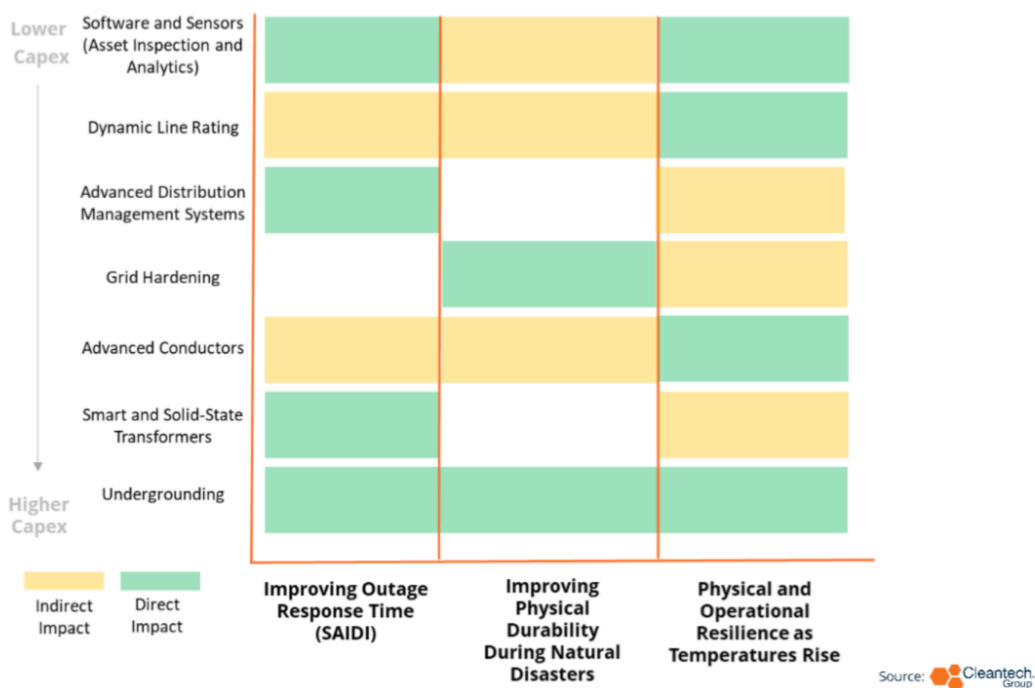 Lower
Capex
Software and Sensors
(Asset Inspection and
Analytics)
Dynamic Line Rating
Advanced Distribution
Management Systems
Grid Hardening
Advanced Conductors
Smart and Solid-State
Transformers
Undergrounding
Higher
Capex
Indirect
Impact
Direct
Impact
Improving Outage
Response Time
(SAIDI)
Improving
Physical
Durability
During Natural
Disasters
Physical and
Operational
Resilience as
Temperatures Rise
Source:
Cleantech
Group